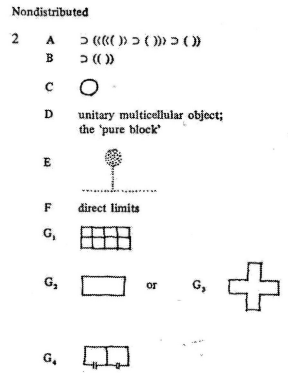 Nondistributed
2 A ⊃ ((((( )) ⊃ ( ))) ⊃ ( ))
B ⊃ (( ))
C
D unitary multicellular object;
the 'pure block'
E
F direct limits
G₁
G₂ or G₃
G₄